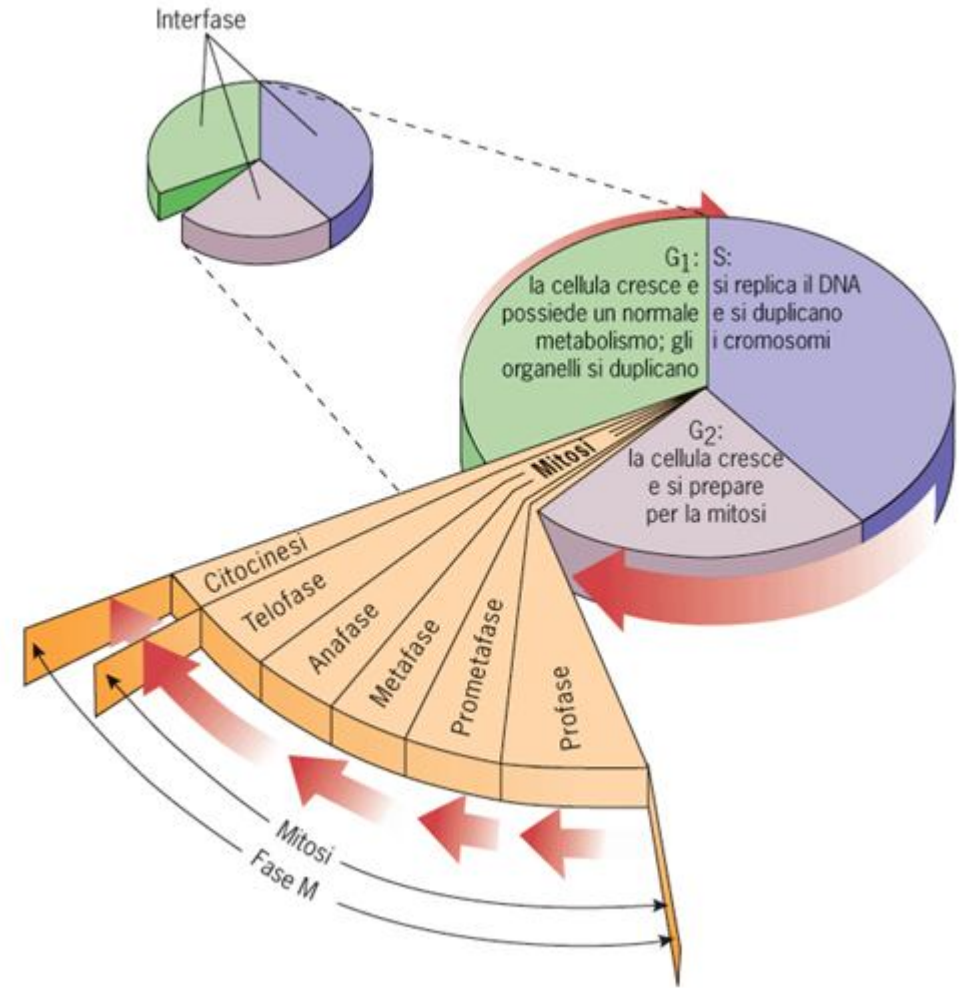 Interfase
G1:
la cellula cresce e
possiede un normale
metabolismo; gli
organelli si duplicano
S:
si replica il DNA
e si duplicano
i cromosomi
G2:
la cellula cresce
e si prepare
per la mitosi
Mitosi
Citocinesi
Telofase
Anafase
Metafase
Prometafase
Profase
Mitosi
Fase M